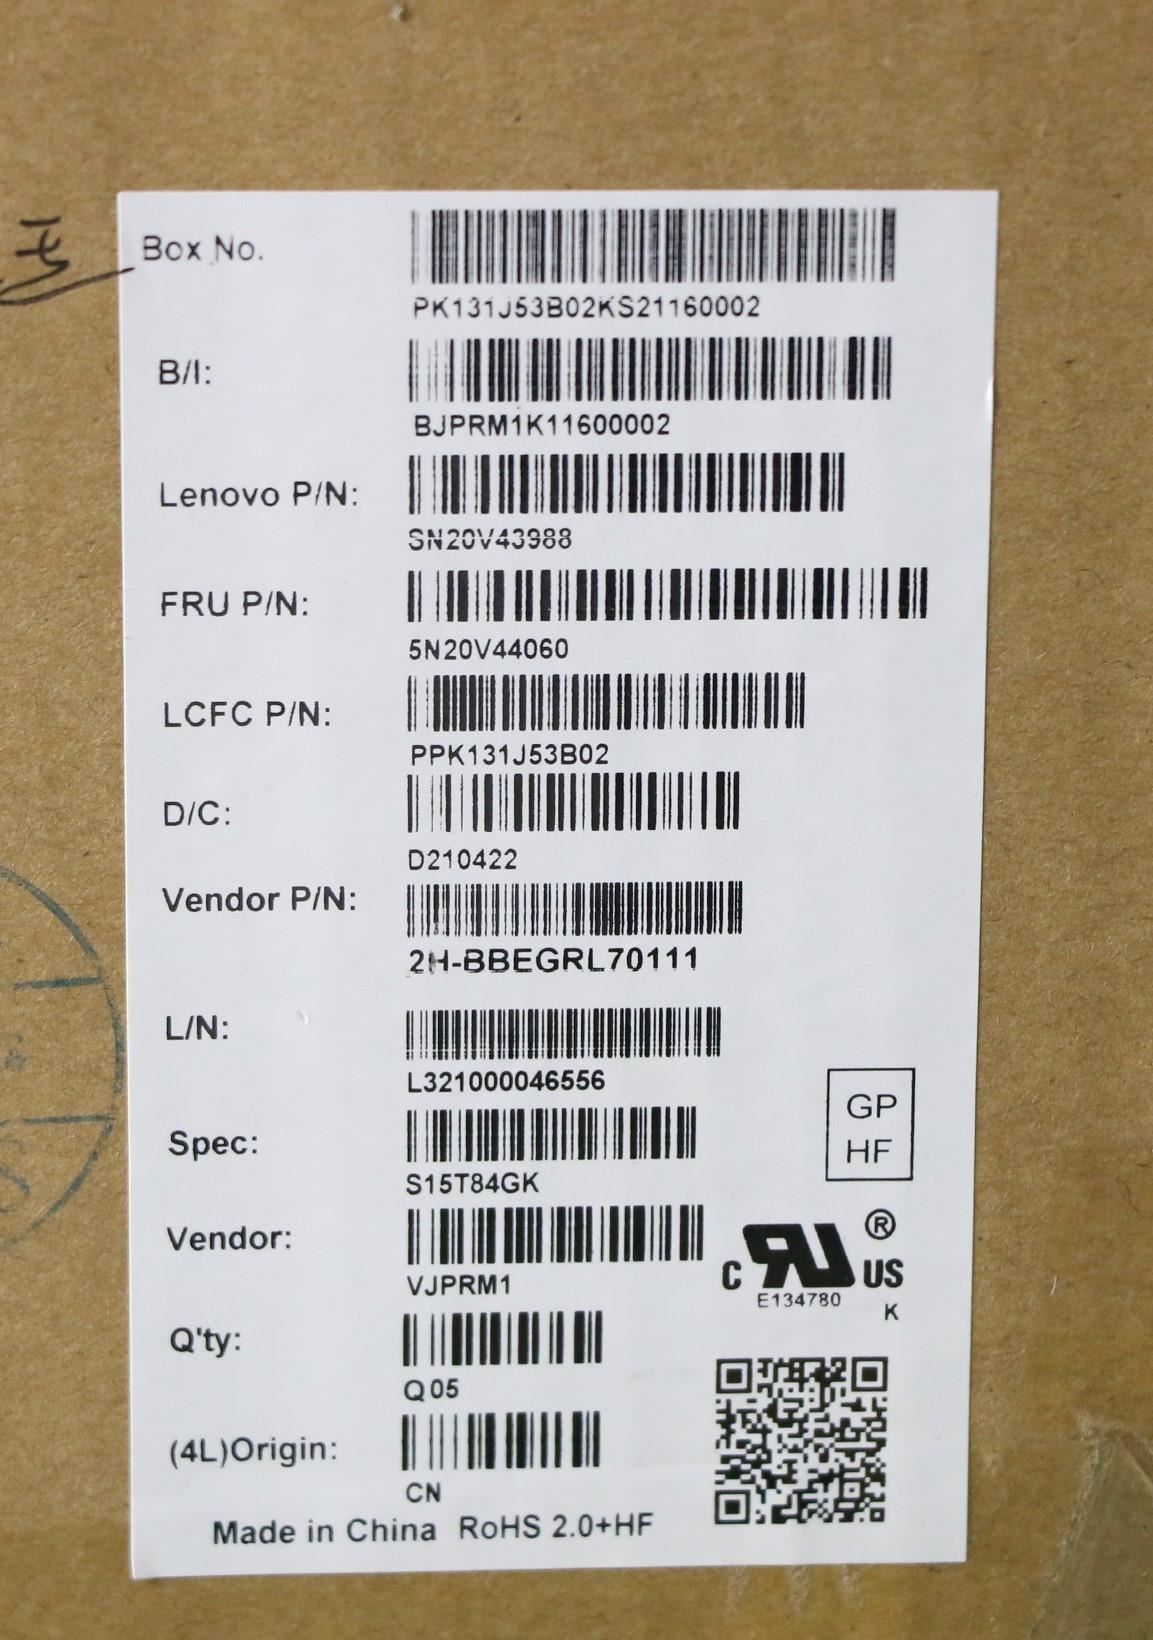 Box No.
PK131J53B02KS21160002
B/I:
BJPRM1K11600002
Lenovo P/N:
SN20V43988
FRU P/N:
5N20V44060
LCFC P/N:
PPK131J53B02
D/C:
D210422
Vendor P/N:
2H-BBEGRL70111
L/N:
L321000046556
Spec:
S15T84GK
GP
HF
Vendor:
VJPRM1
C RU US ®
E134780
K
Q'ty:
Q05
(4L)Origin:
CN
Made in China RoHS 2.0+HF